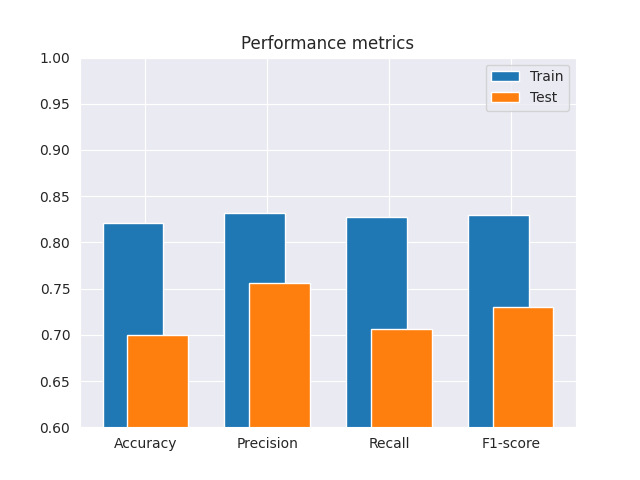 Performance metrics
1.00
0.95
0.90
0.85
0.80
0.75
0.70
0.65
0.60
Train
Test
Accuracy
Precision
Recall
F1-score